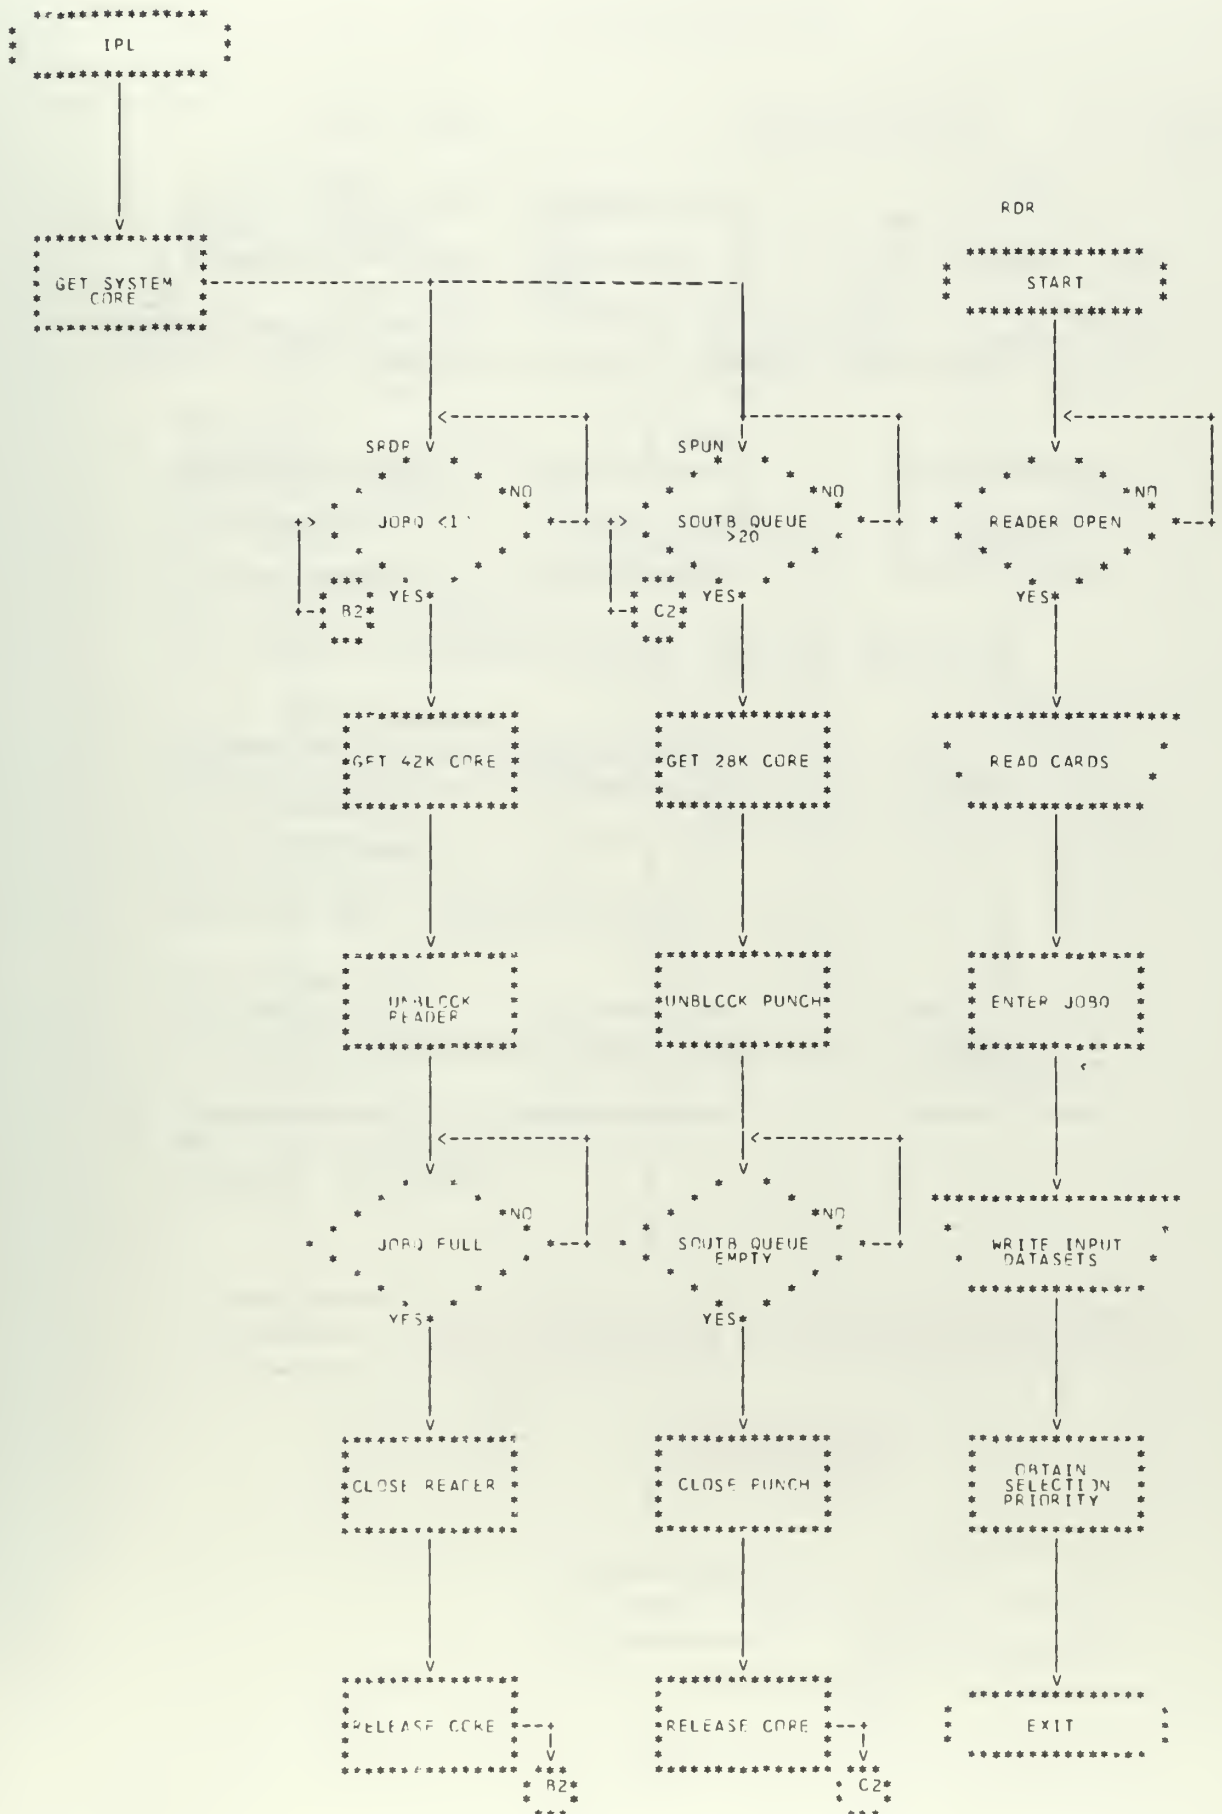 IPL
GET SYSTEM
CORE
RDR
START
SPUN
NO
NO
NO
JOBQ <1
SOUTB QUEUE
>20
READER OPEN
B2
YES
C2
YES
YES
GET 42K CORE
GET 28K CORE
READ CARDS
UNBLOCK
READER
UNBLOCK PUNCH
ENTER JOBQ
NO
NO
JOBQ FULL
SOUTB QUEUE
EMPTY
WRITE INPUT
DATASETS
YES
YES
CLOSE READER
CLOSE PUNCH
OBTAIN
SELECTION
PRIORITY
RELEASE CORE
RELEASE CORE
EXIT
B2
C2